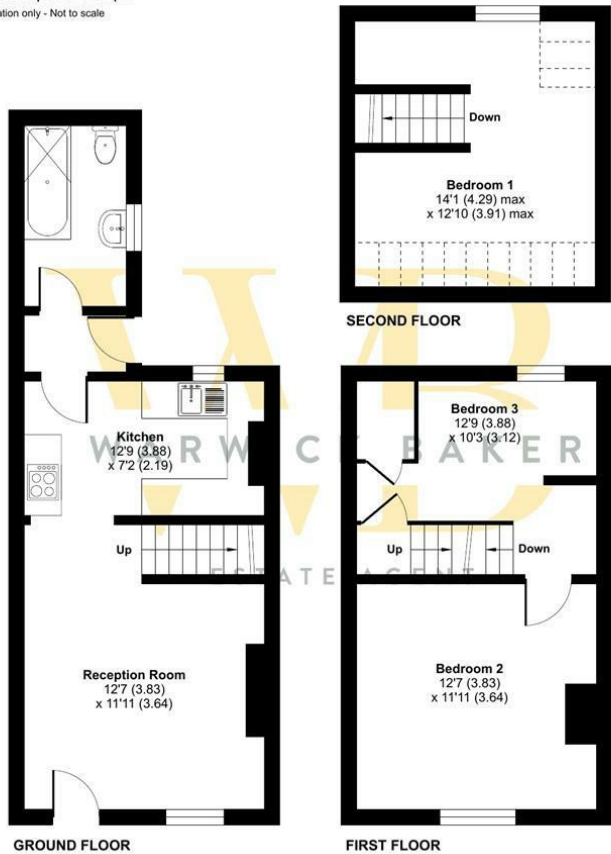 ation only - Not to scale
Down
Bedroom 1
14'1 (4.29) max
x 12'10 (3.91) max
SECOND FLOOR
Kitchen
12'9 (3.88)
x 7'2 (2.19)
Up
Reception Room
12'7 (3.83)
x 11'11 (3.64)
GROUND FLOOR
Bedroom 3
12'9 (3.88)
x 10'3 (3.12)
Up
Down
Bedroom 2
12'7 (3.83)
x 11'11 (3.64)
FIRST FLOOR
WB
WARWICK BAKER
ESTATE AGENT